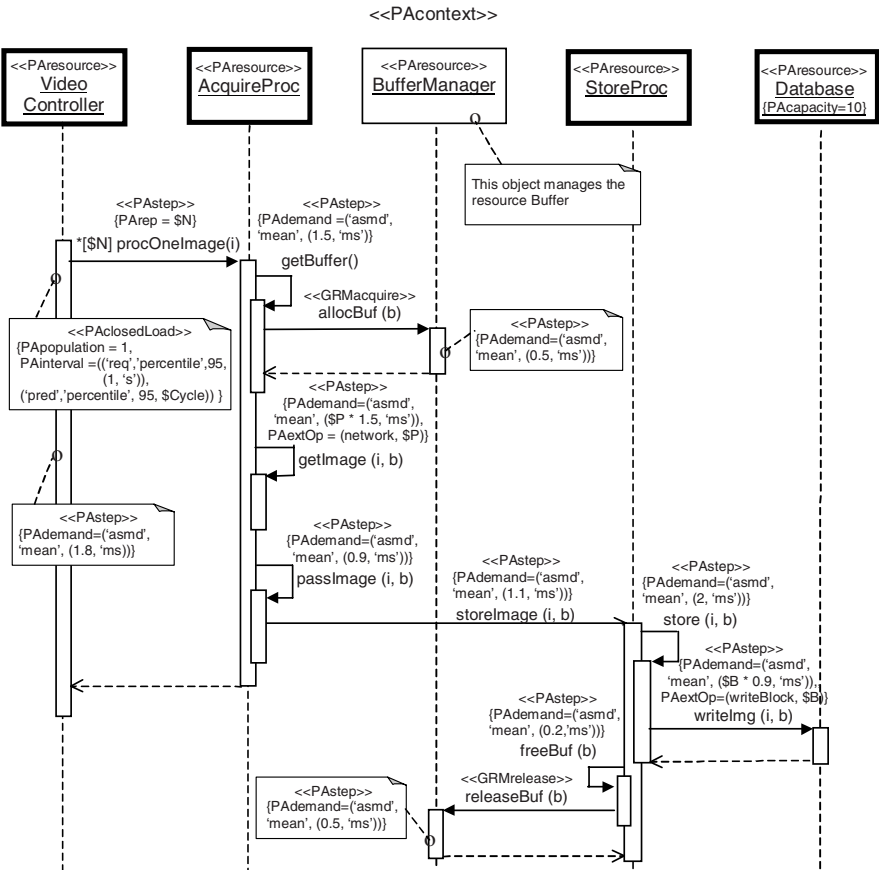 <<PAcontext>>
<<PAresource>>
Video
Controller
<<PAresource>>
AcquireProc
<<PAresource>>
BufferManager
<<PAresource>>
StoreProc
<<PAresource>>
Database
{PAcapacity=10}
This object manages the
resource Buffer
<<PAstep>>
{PArep = $N}
*[$N] procOneImage(i)
<<PAstep>>
{PAdemand =(‘asmd’,
‘mean’, (1.5, ‘ms’)}
getBuffer()
<<GRMacquire>>
allocBuf (b)
<<PAstep>>
{PAdemand=(‘asmd’,
‘mean’, (0.5, ‘ms’))}
<<PAclosedLoad>>
{PApopulation = 1,
PAinterval =((‘req’,’percentile’,95,
(1, ‘s’)),
(‘pred’,’percentile’, 95, $Cycle)) }
<<PAstep>>
{PAdemand=(‘asmd’,
‘mean’, ($P * 1.5, ‘ms’)),
PAextOp = (network, $P)}
getImage (i, b)
<<PAstep>>
{PAdemand=(‘asmd’,
‘mean’, (1.8, ‘ms))}
<<PAstep>>
{PAdemand=(‘asmd’,
‘mean’, (0.9, ‘ms’))}
passImage (i, b)
<<PAstep>>
{PAdemand=(‘asmd’,
‘mean’, (1.1, ‘ms’))}
storeImage (i, b)
<<PAstep>>
{PAdemand=(‘asmd,
‘mean’, (2, ‘ms’))}
store (i, b)
<<PAstep>>
{PAdemand=(‘asmd’,
‘mean’, ($B * 0.9, ‘ms’)),
PAextOp=(writeBlock, $B)}
writeImg (i, b)
<<PAstep>>
{PAdemand=(‘asmd’,
‘mean’, (0.2,’ms’))}
freeBuf (b)
<<GRMrelease>>
releaseBuf (b)
<<PAstep>>
{PAdemand=(‘asmd’,
‘mean’, (0.5, ‘ms’))}